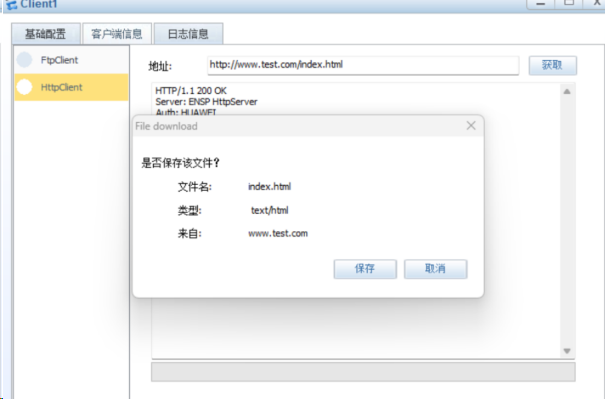 Client1
基础配置 客户端信息 日志信息
FtpClient
HttpClient
地址: http://www.test.com/index.html 获取
HTTP/1.1 200 OK
Server: ENSP HttpServer
Auth: HUAWEI
File download
是否保存该文件?
文件名: index.html
类型: text/html
来自: www.test.com
保存 取消